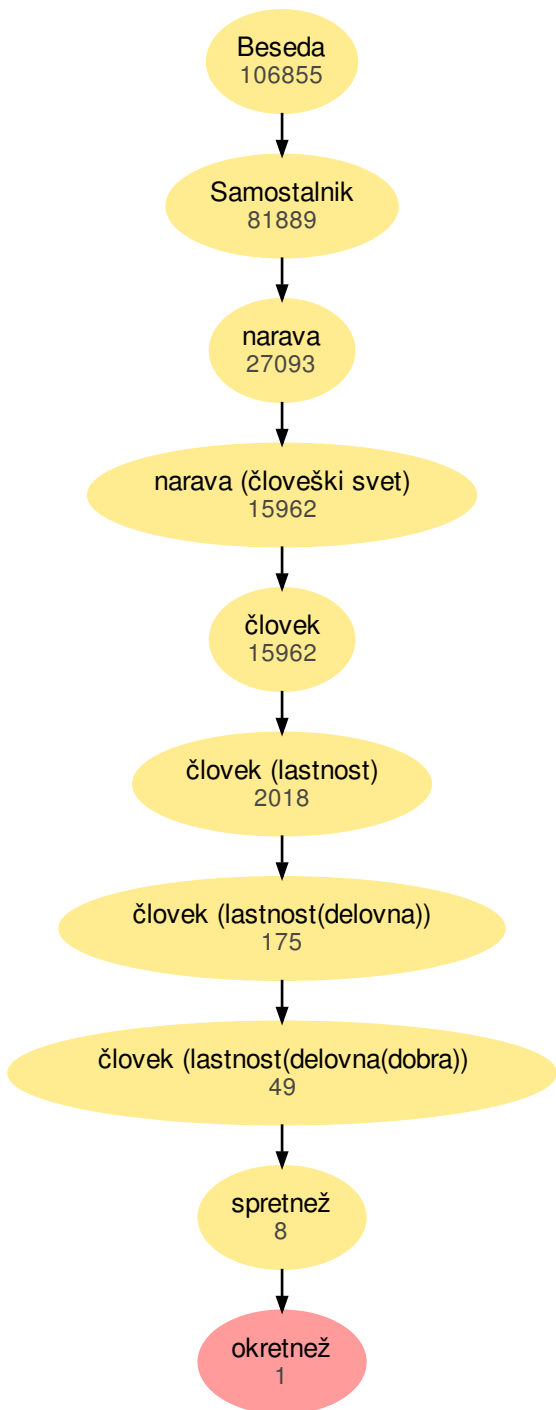 Beseda
106855
Samostalnik
81889
narava
27093
narava (človeški svet)
15962
človek
15962
človek (lastnost)
2018
človek (lastnost(delovna))
175
človek (lastnost(delovna(dobra))
49
spretnež
8
okretnež
1